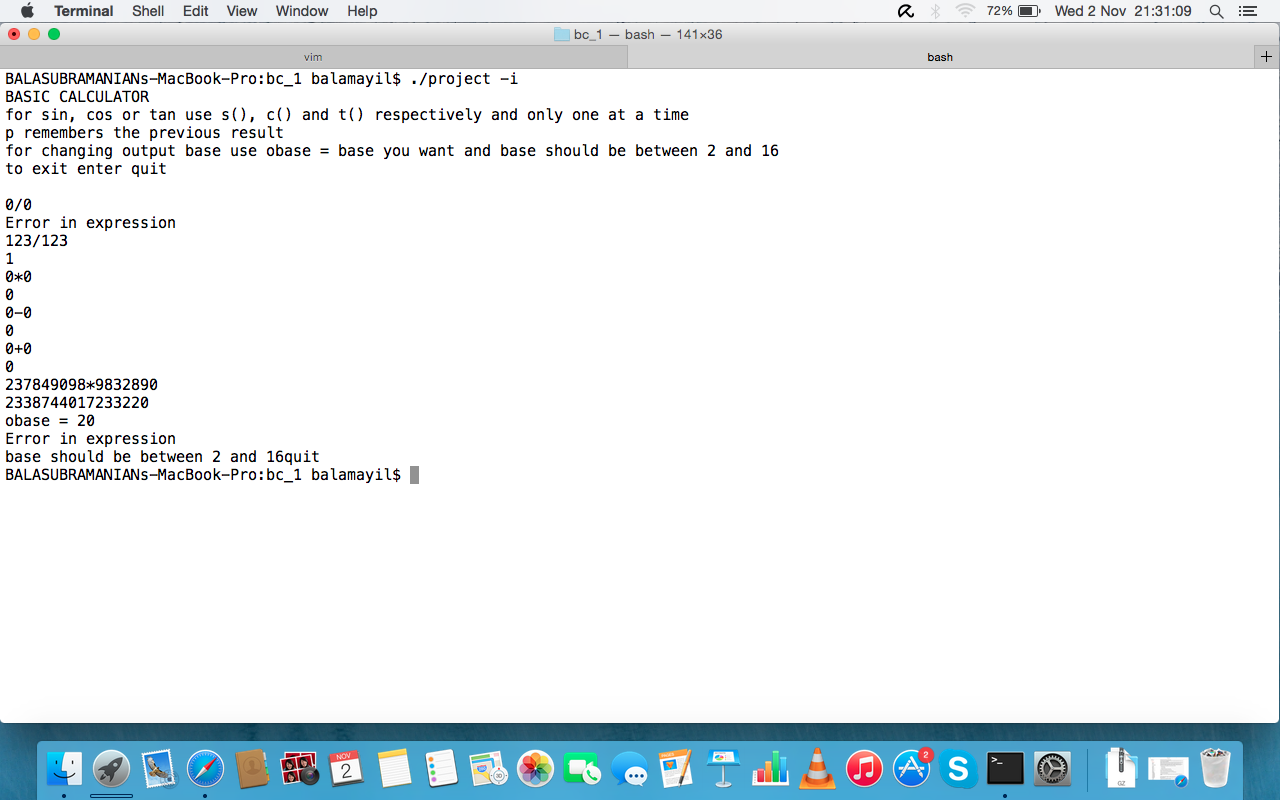 Terminal Shell Edit View Window Help 72% Wed 2 Nov 21:31:09
bc_1 — bash — 141×36
vim bash
BALASUBRAMANIANs-MacBook-Pro:bc_1 balamayil$ ./project -i
BASIC CALCULATOR
for sin, cos or tan use s(), c() and t() respectively and only one at a time
p remembers the previous result
for changing output base use obase = base you want and base should be between 2 and 16
to exit enter quit
0/0
Error in expression
123/123
1
0*0
0
0-0
0
0+0
0
237849098*9832890
2338744017233220
obase = 20
Error in expression
base should be between 2 and 16quit
BALASUBRAMANIANs-MacBook-Pro:bc_1 balamayil$
NOV
2
3D
2
S
>_
GZ